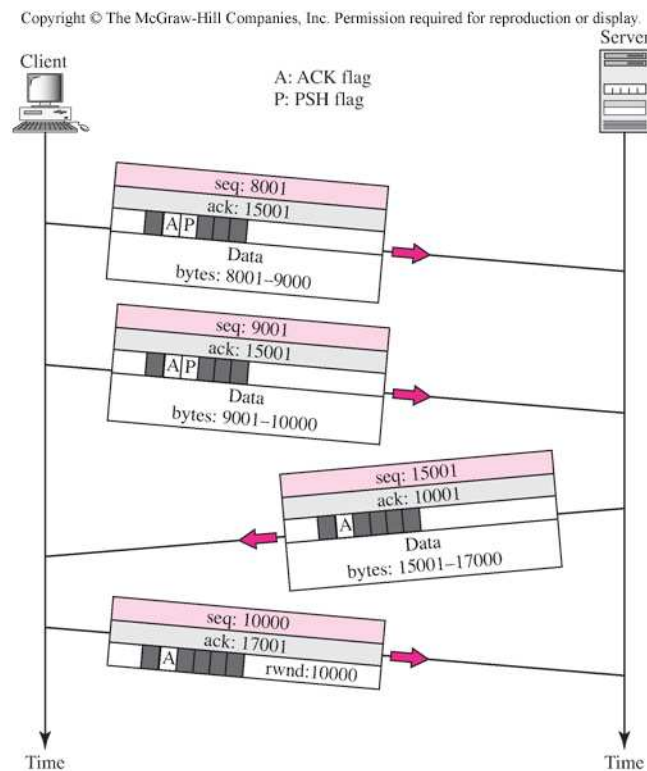 Copyright © The McGraw-Hill Companies, Inc. Permission required for reproduction or display.
Client
Server
A: ACK flag
P: PSH flag
seq: 8001
ack: 15001
A P
Data
bytes: 8001–9000
seq: 9001
ack: 15001
A P
Data
bytes: 9001–10000
seq: 15001
ack: 10001
A
Data
bytes: 15001–17000
seq: 10000
ack: 17001
A
rwnd:10000
Time
Time